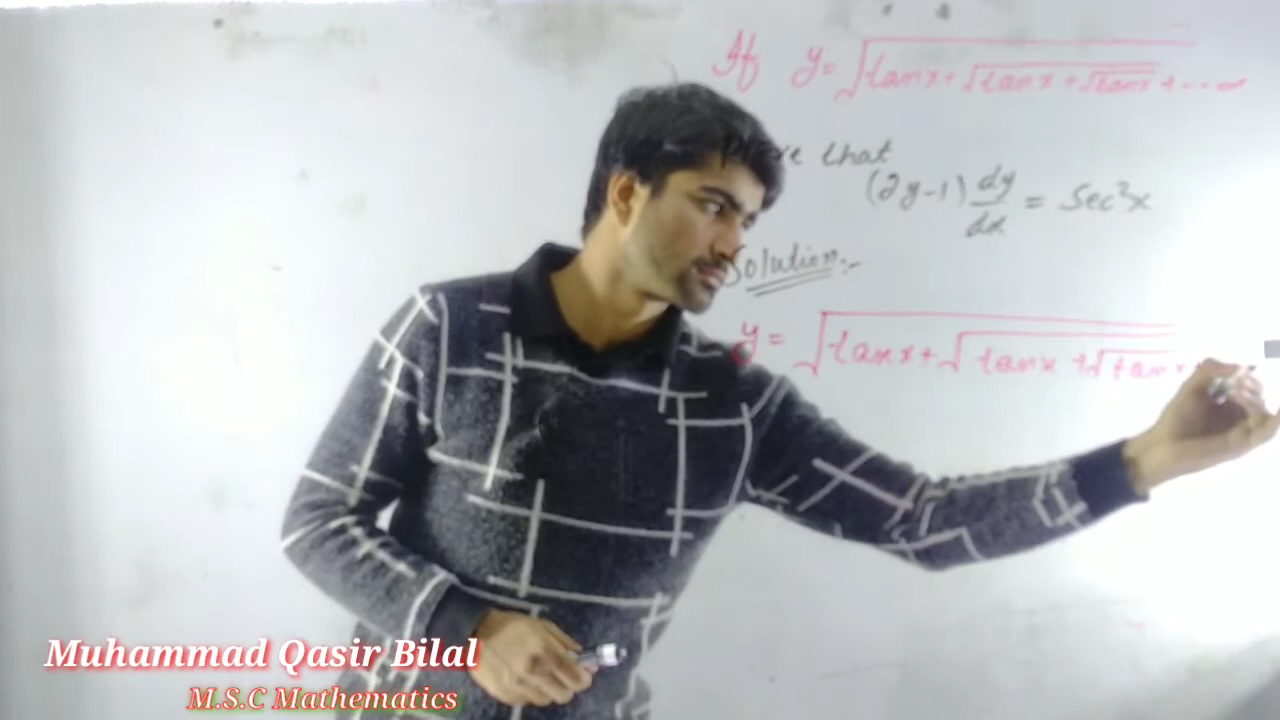 If y = √tanx + √tanx + √tanx + --- ∞
that
(2y-1) dy/dx = Sec²x
Solution:-
y = √tanx + √tanx + √tanx
Muhammad Qasir Bilal
M.S.C Mathematics